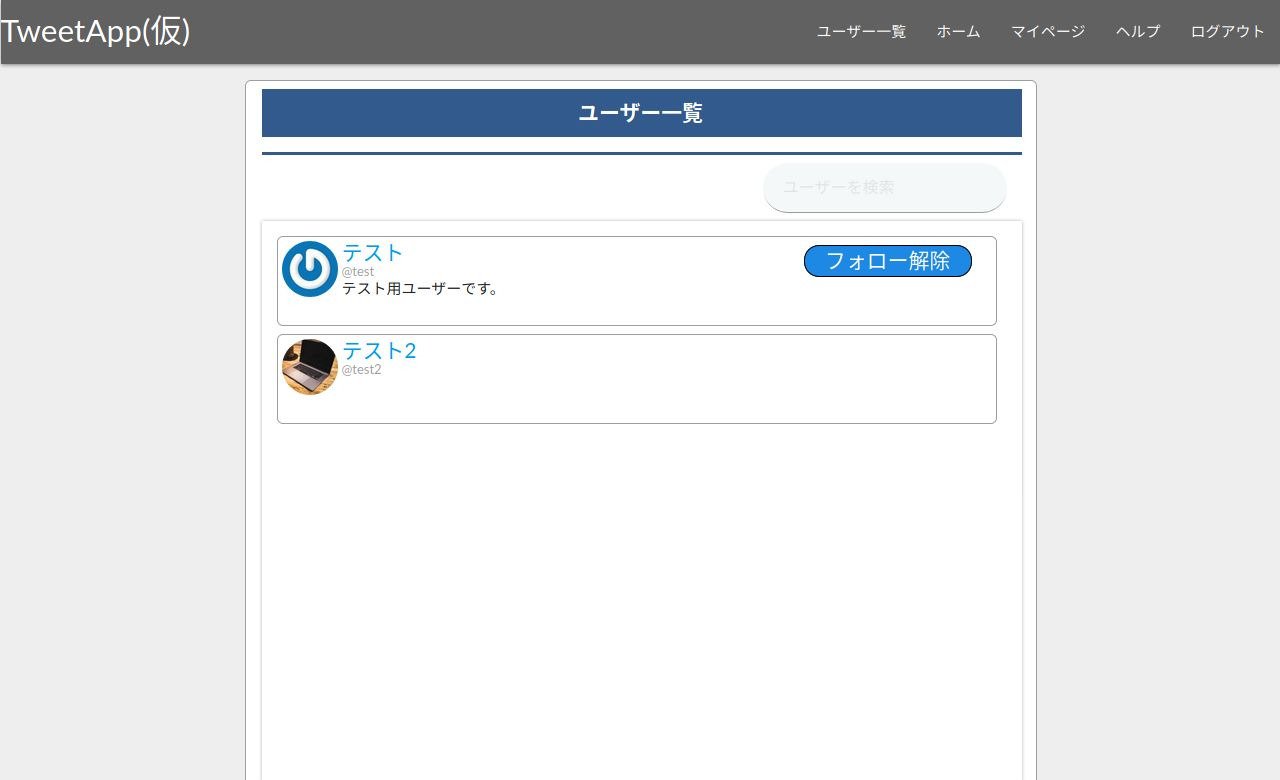 TweetApp(仮)
ユーザー一覧 ホーム マイページ ヘルプ ログアウト
ユーザー一覧
ユーザーを検索
テスト
フォロー解除
@test
テスト用ユーザーです。
テスト2
@test2